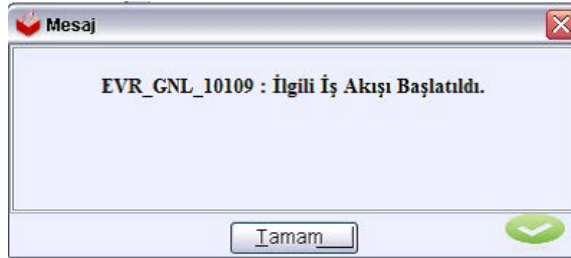 Mesaj
EVR_GNL_10109 : İlgili İş Akışı Başlatıldı.
Tamam